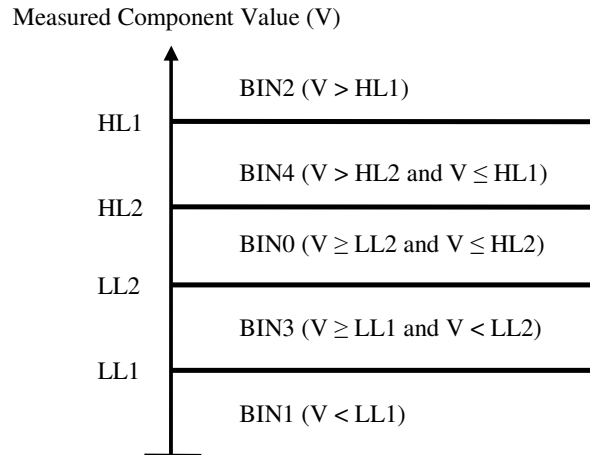 Measured Component Value (V)
BIN2 (V > HL1)
HL1
BIN4 (V > HL2 and V ≤ HL1)
HL2
BIN0 (V ≥ LL2 and V ≤ HL2)
LL2
BIN3 (V ≥ LL1 and V < LL2)
LL1
BIN1 (V < LL1)